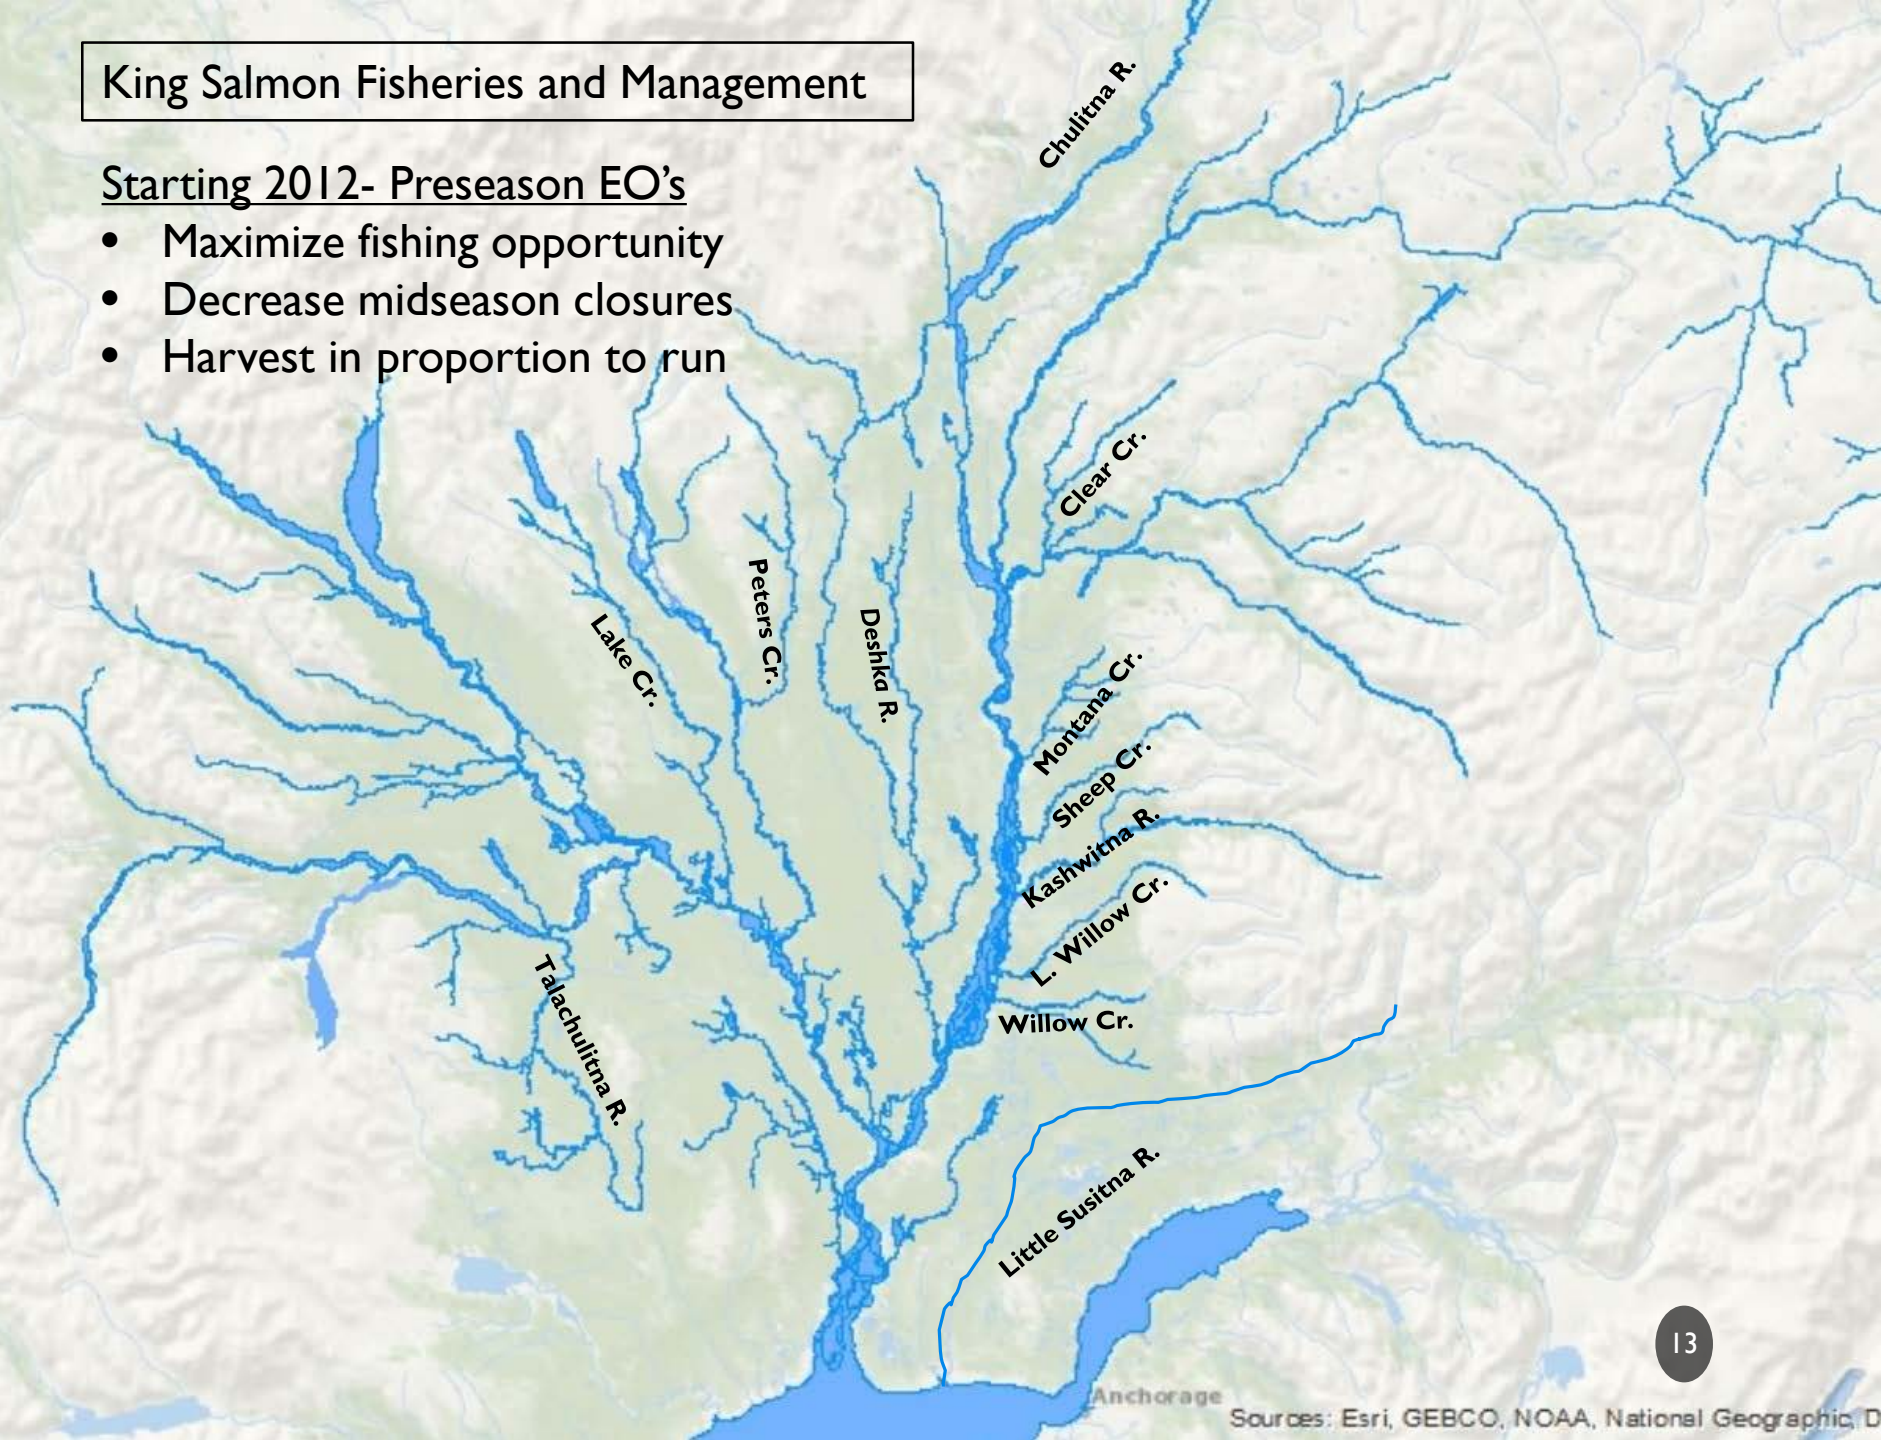 King Salmon Fisheries and Management
Starting 2012- Preseason EO’s
• Maximize fishing opportunity
• Decrease midseason closures
• Harvest in proportion to run
Chulitna R.
Clear Cr.
Peters Cr.
Deshka R.
Lake Cr.
Montana Cr.
Sheep Cr.
Kashwitna R.
L. Willow Cr.
Willow Cr.
Talachulitna R.
Little Susitna R.
13
Anchorage
Sources: Esri, GEBCO, NOAA, National Geographic, D